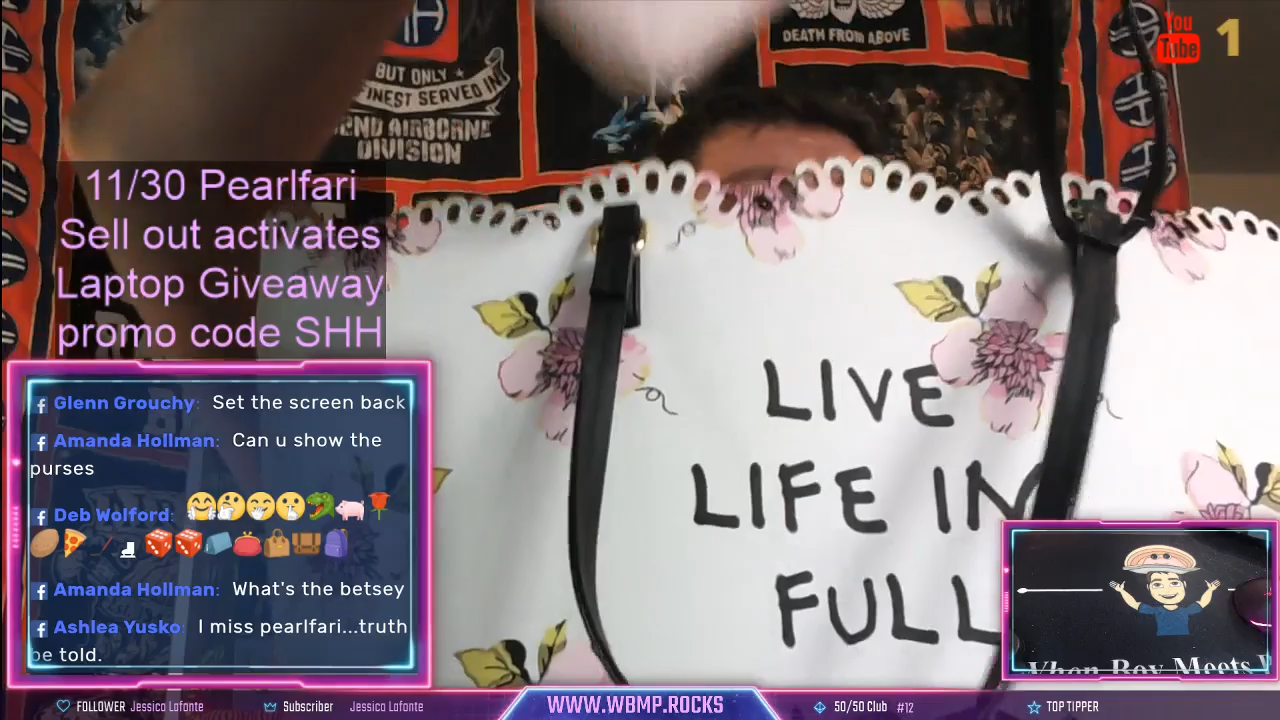 DEATH FROM ABOVE
You
Tube
1
BUT ONLY
FINEST SERVED IN
AIRBORNE
DIVISION
11/30 Pearlfari
Sell out activates
Laptop Giveaway
promo code SHH
LIVE
LIFE IN
FULL
Glenn Grouchy: Set the screen back
Amanda Hollman: Can u show the
purses
Deb Wolford:
Amanda Hollman: What's the betsey
Ashlea Yusko: I miss pearlfari...truth
be told.
When Boy Meets
FOLLOWER Jessica Lafonte
Subscriber Jessica Lafonte
WWW.WBMP.ROCKS
50/50 Club #12
TOP TIPPER